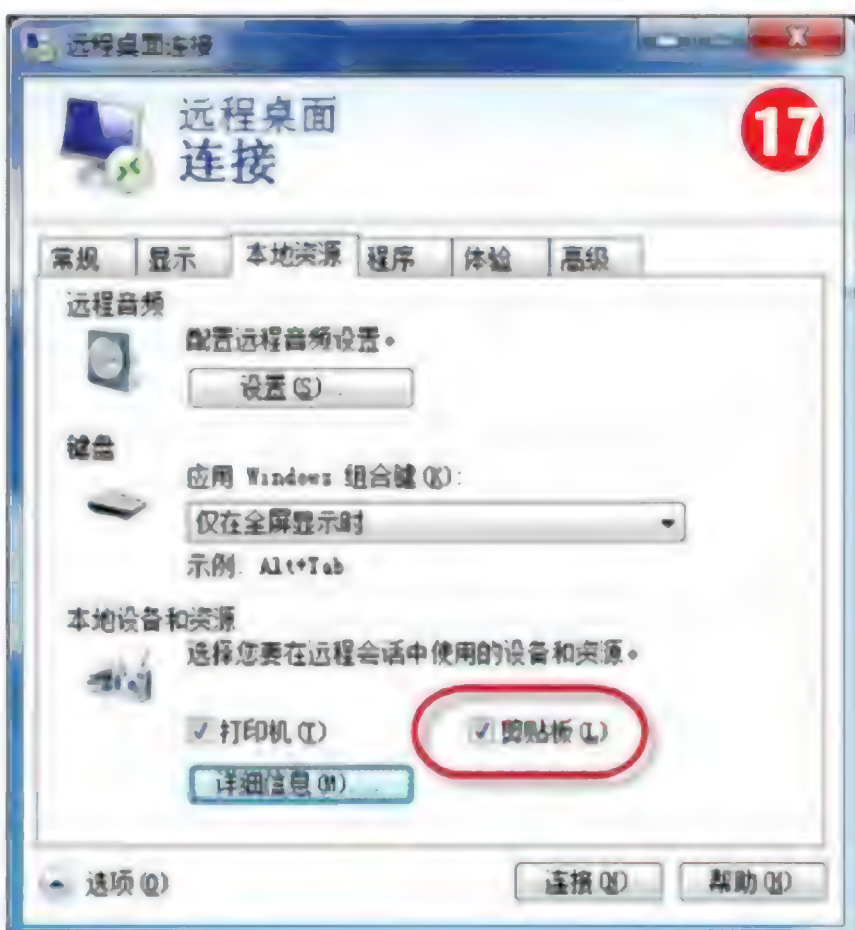 远程桌面连接
远程桌面
连接
17
常规 显示 本地资源 程序 体验 高级
远程音频
配置远程音频设置。
设置(S)...
键盘
应用 Windows 组合键(K):
仅在全屏显示时
示例: Alt+Tab
本地设备和资源
选择您要在远程会话中使用的设备和资源。
打印机(T) 剪贴板(L)
详细信息(M)...
选项(O) 连接(N) 帮助(H)